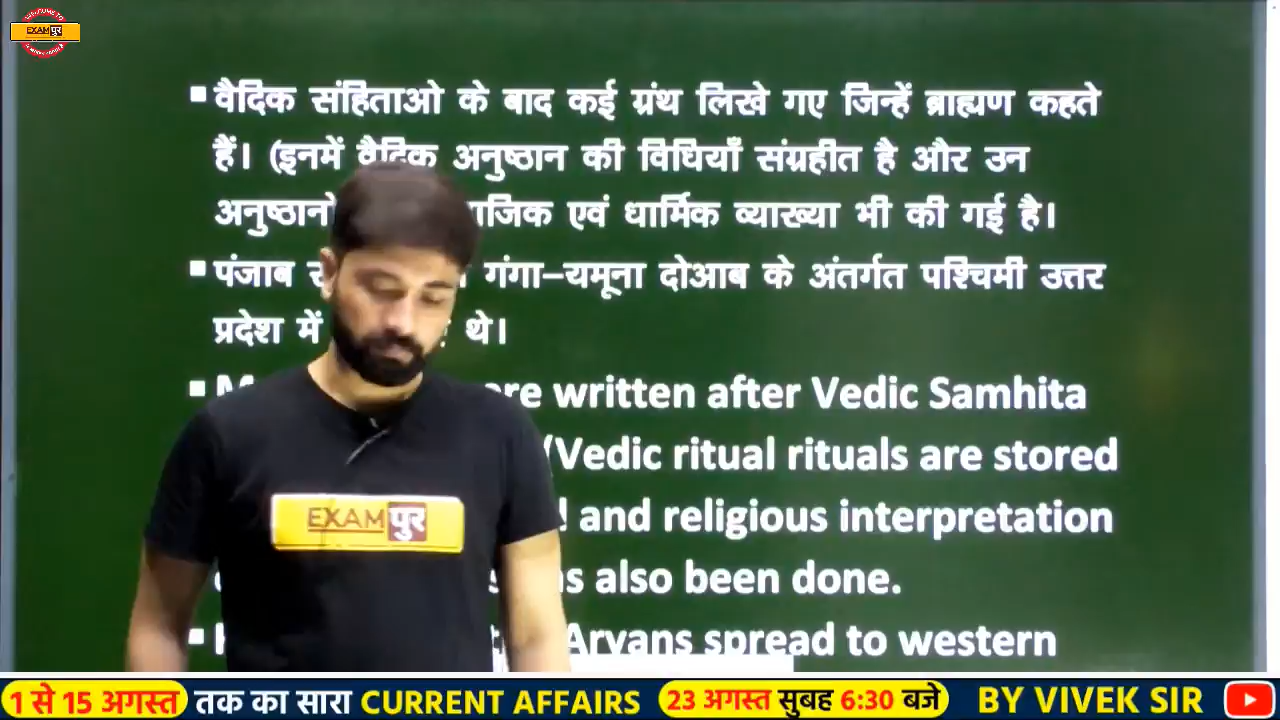 EXAMपुर
वैदिक संहिताओ के बाद कई ग्रंथ लिखे गए जिन्हें ब्राह्मण कहते
हैं। (इनमें वैदिक अनुष्ठान की विधियाँ संग्रहीत है और उन
एवं धार्मिक व्याख्या भी की गई है।
पंजाब गंगा–यमूना दोआब के अंतर्गत पश्चिमी उत्तर
प्रदेश में थे।
written after Vedic Samhita
(Vedic ritual rituals are stored
and religious interpretation
also been done.
Aryans spread to western
EXAMपुर
1 से 15 अगस्त तक का सारा CURRENT AFFAIRS 23 अगस्त सुबह 6:30 बजे BY VIVEK SIR